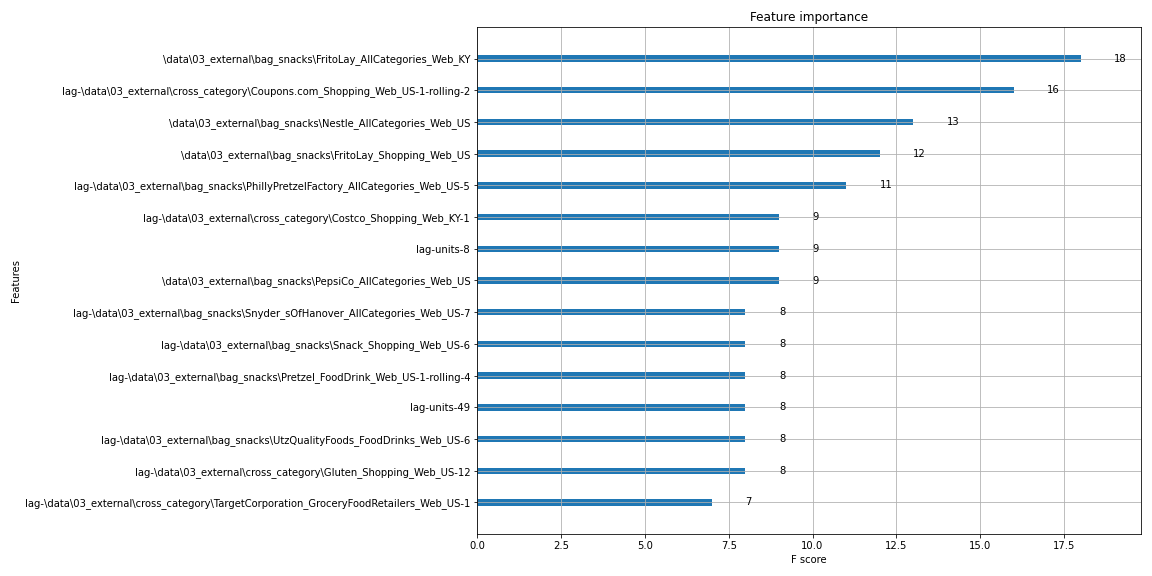 Feature importance
\data\03_external\bag_snacks\FritoLay_AllCategories_Web_KY 18
lag-\data\03_external\cross_category\Coupons.com_Shopping_Web_US-1-rolling-2 16
\data\03_external\bag_snacks\Nestle_AllCategories_Web_US 13
\data\03_external\bag_snacks\FritoLay_Shopping_Web_US 12
lag-\data\03_external\bag_snacks\PhillyPretzelFactory_AllCategories_Web_US-5 11
lag-\data\03_external\cross_category\Costco_Shopping_Web_KY-1 9
lag-units-8 9
\data\03_external\bag_snacks\PepsiCo_AllCategories_Web_US 9
lag-\data\03_external\bag_snacks\Snyder_sOfHanover_AllCategories_Web_US-7 8
lag-\data\03_external\bag_snacks\Snack_Shopping_Web_US-6 8
lag-\data\03_external\bag_snacks\Pretzel_FoodDrink_Web_US-1-rolling-4 8
lag-units-49 8
lag-\data\03_external\bag_snacks\UtzQualityFoods_FoodDrinks_Web_US-6 8
lag-\data\03_external\cross_category\Gluten_Shopping_Web_US-12 8
lag-\data\03_external\cross_category\TargetCorporation_GroceryFoodRetailers_Web_US-1 7
Features
0.0 2.5 5.0 7.5 10.0 12.5 15.0 17.5
F score